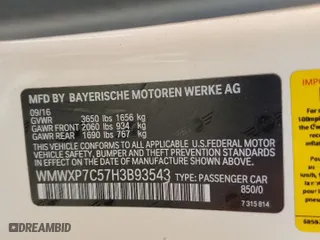 MFD BY BAYERISCHE MOTOREN WERKE AG
09/16
GVWR 3650 lbs 1656 kg
GAWR FRONT 2060 lbs 934 kg
GAWR REAR 1690 lbs 767 kg
THIS VEHICLE CONFORMS TO ALL APPLICABLE U.S.FEDERAL MOTOR
VEHICLE SAFETY, BUMPER, AND THEFT PREVENTION STANDARDS
IN EFFECT ON THE DATE OF MANUFACTURE SHOWN ABOVE.
WMWXP7C57H3B93543 TYPE: PASSENGER CAR
850/0
7 315 814
DIDIFAX.COM